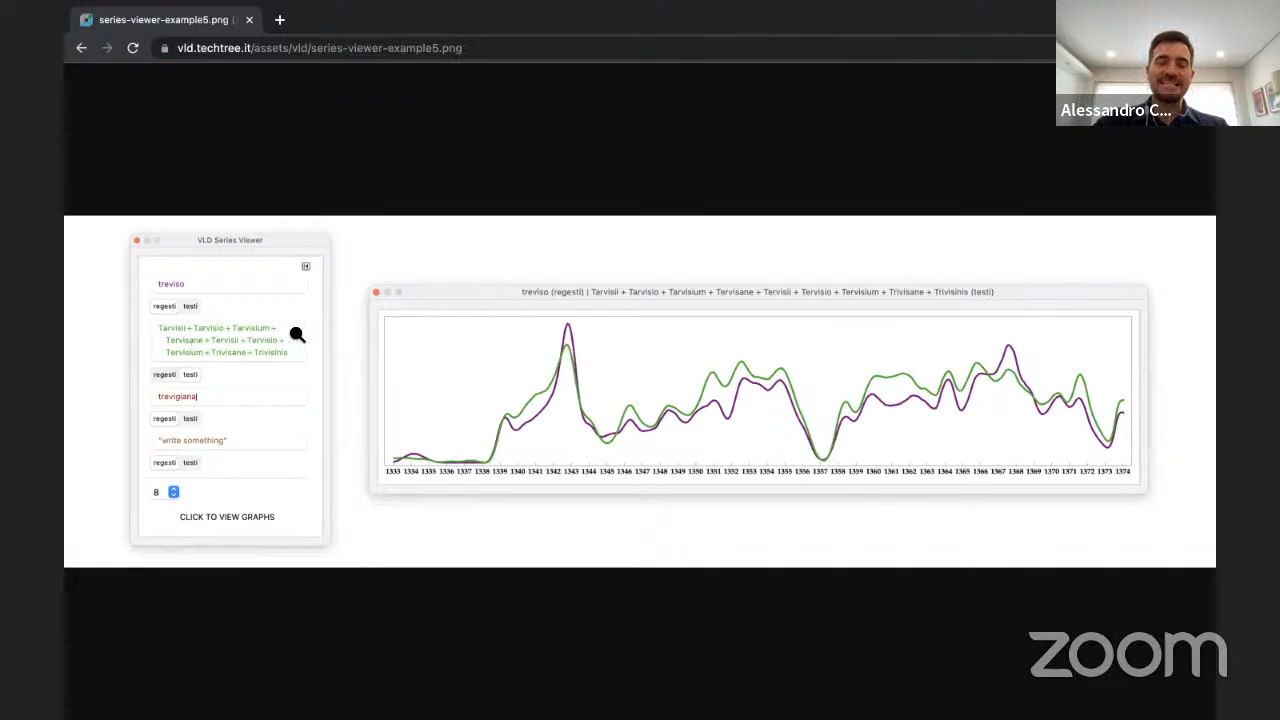 series-viewer-example5.png (
vld.techtree.it/assets/vld/series-viewer-example5.png
Alessandro C...
VLD Series Viewer
treviso
regesti testi
Tarvisii + Tarvisio + Tarvisium +
Tervisane + Tervisii + Tervisio +
Tervisium + Trivisane + Trivisinis
regesti testi
trevigiana
regesti testi
"write something"
regesti testi
8
CLICK TO VIEW GRAPHS
treviso (regesti) | Tarvisii + Tarvisio + Tarvisium + Tervisane + Tervisii + Tervisio + Tervisium + Trivisane + Trivisinis (testi)
1333 1334 1335 1336 1337 1338 1339 1340 1341 1342 1343 1344 1345 1346 1347 1348 1349 1350 1351 1352 1353 1354 1355 1356 1357 1358 1359 1360 1361 1362 1363 1364 1365 1366 1367 1368 1369 1370 1371 1372 1373 1374
zoom